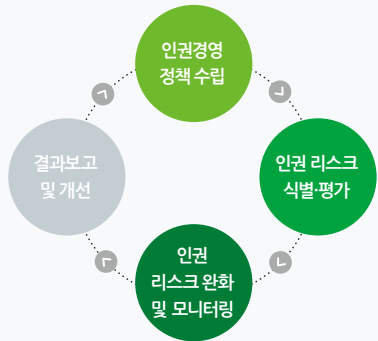 인권경영
정책 수립
인권 리스크
식별·평가
인권
리스크 완화
및 모니터링
결과보고
및 개선